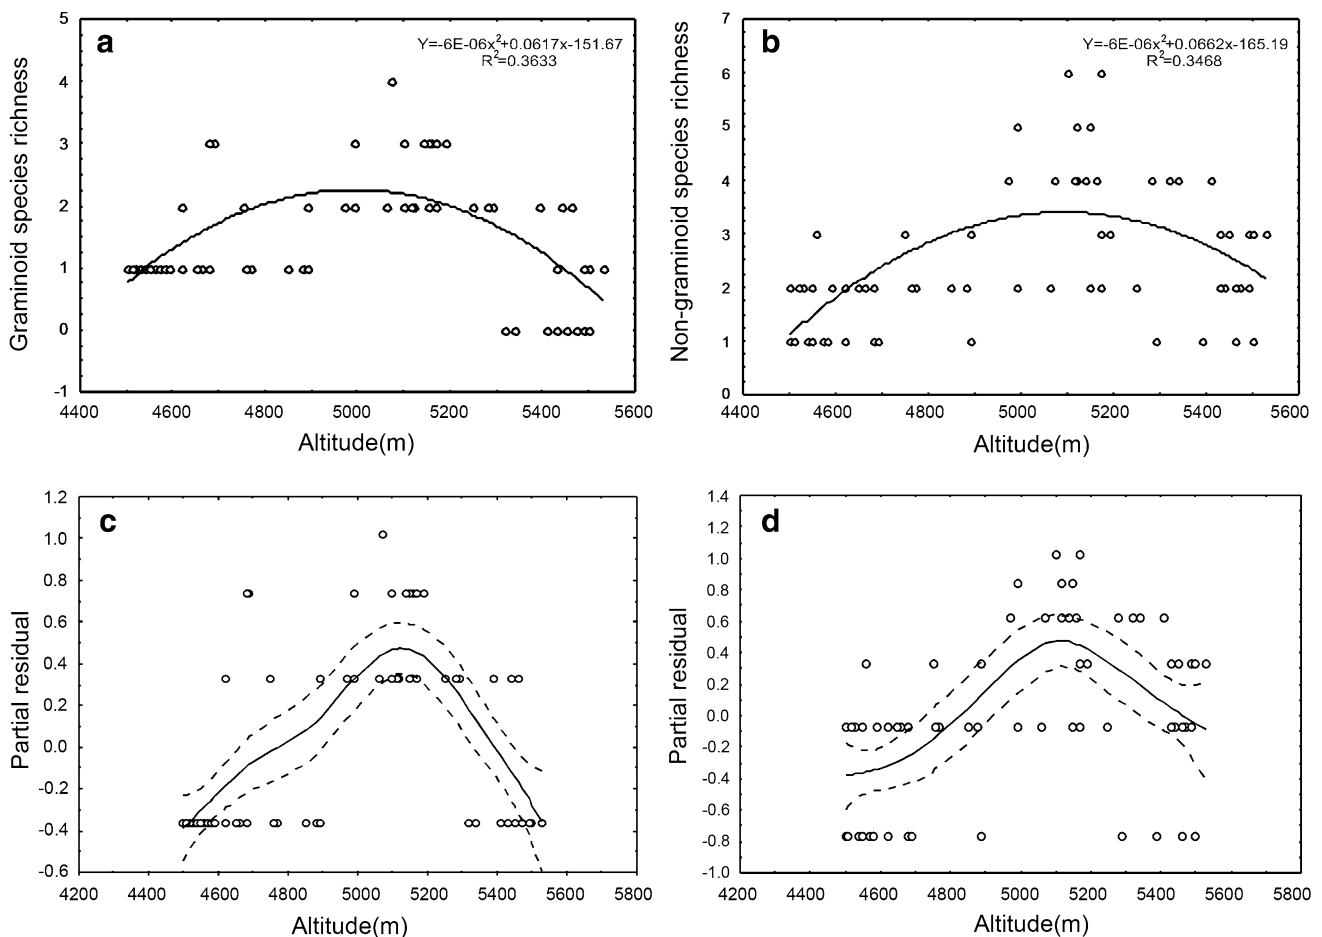 a
Y=-6E-06x²+0.0617x-151.67
R²=0.3633
Graminoid species richness
5
4
3
2
1
0
-1
4400 4600 4800 5000 5200 5400 5600
Altitude(m)
b
Y=-6E-06x²+0.0662x-165.19
R²=0.3468
Non-graminoid species richness
7
6
5
4
3
2
1
0
4400 4600 4800 5000 5200 5400 5600
Altitude(m)
c
Partial residual
1.2
1.0
0.8
0.6
0.4
0.2
0.0
-0.2
-0.4
-0.6
4200 4400 4600 4800 5000 5200 5400 5600 5800
Altitude(m)
d
Partial residual
1.4
1.2
1.0
0.8
0.6
0.4
0.2
0.0
-0.2
-0.4
-0.6
-0.8
-1.0
4200 4400 4600 4800 5000 5200 5400 5600 5800
Altitude(m)